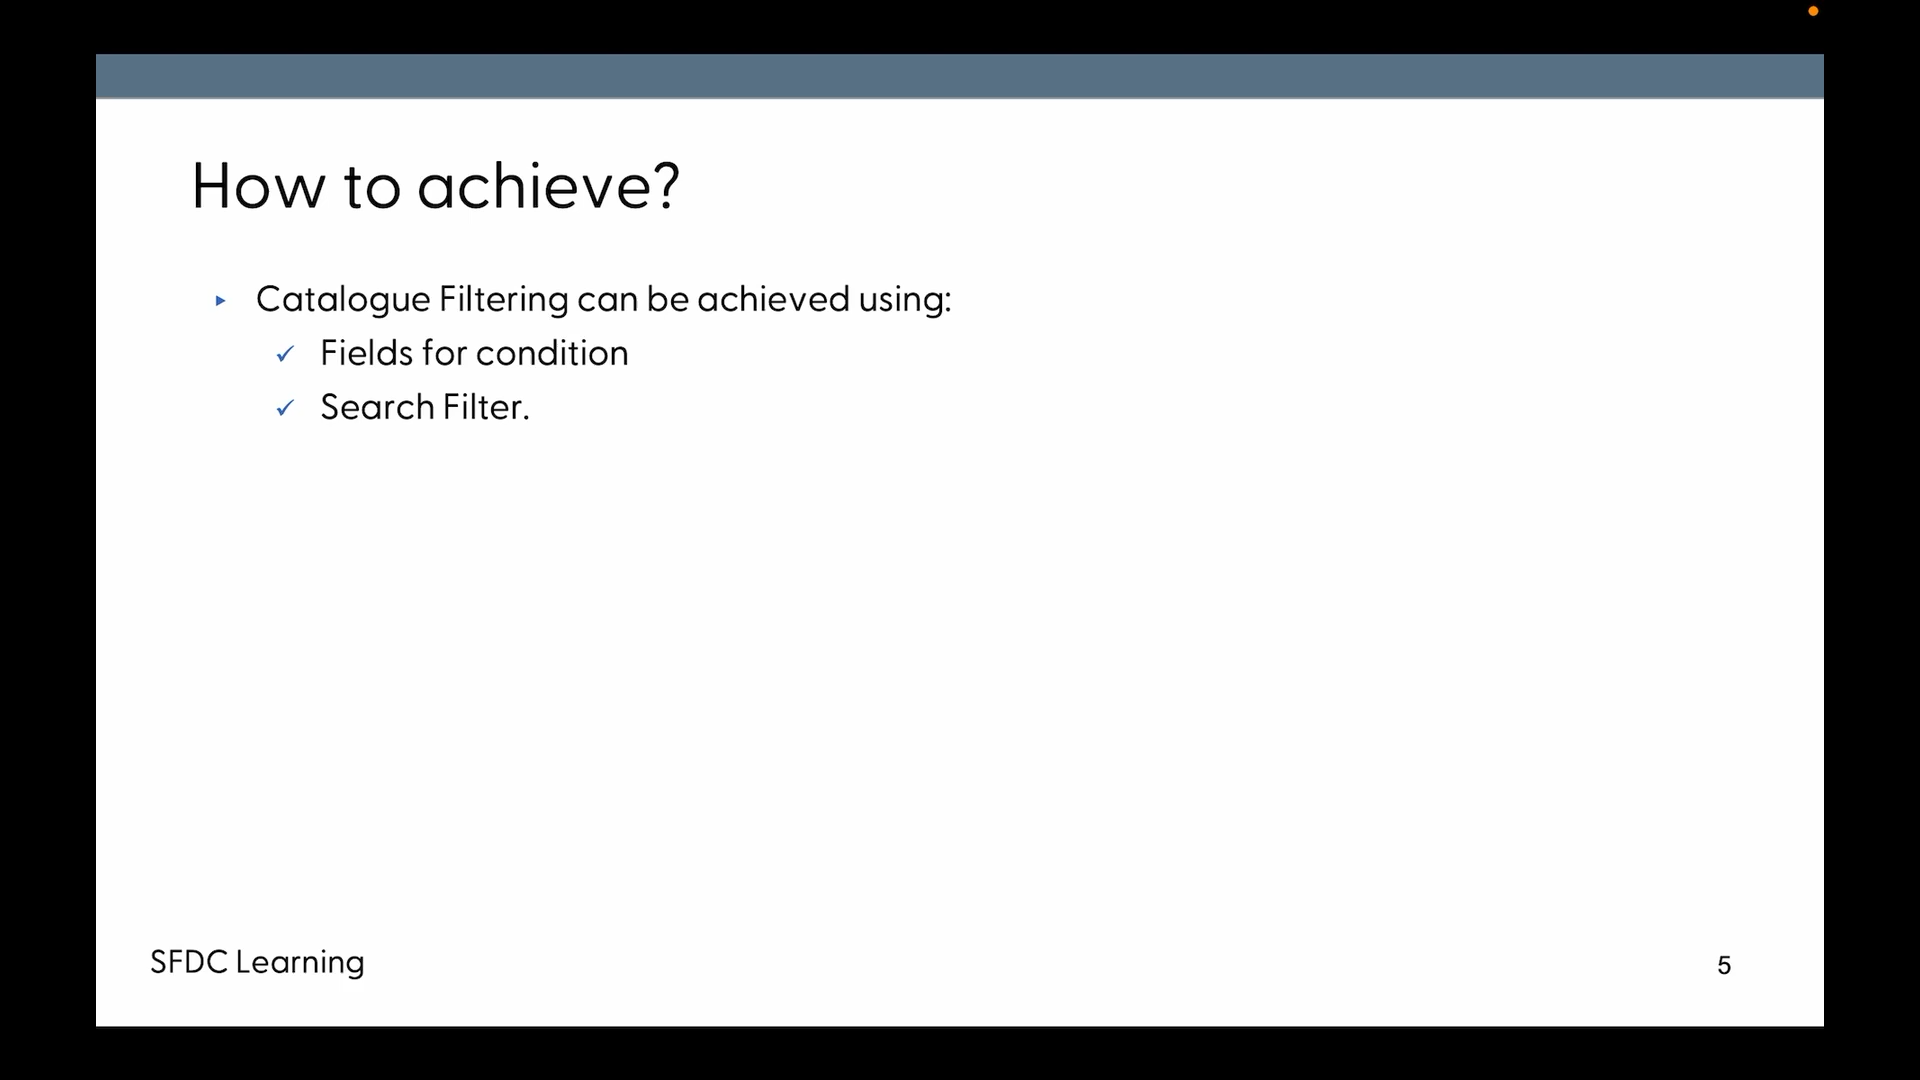 How to achieve?
Catalogue Filtering can be achieved using:
Fields for condition
Search Filter.
SFDC Learning
5